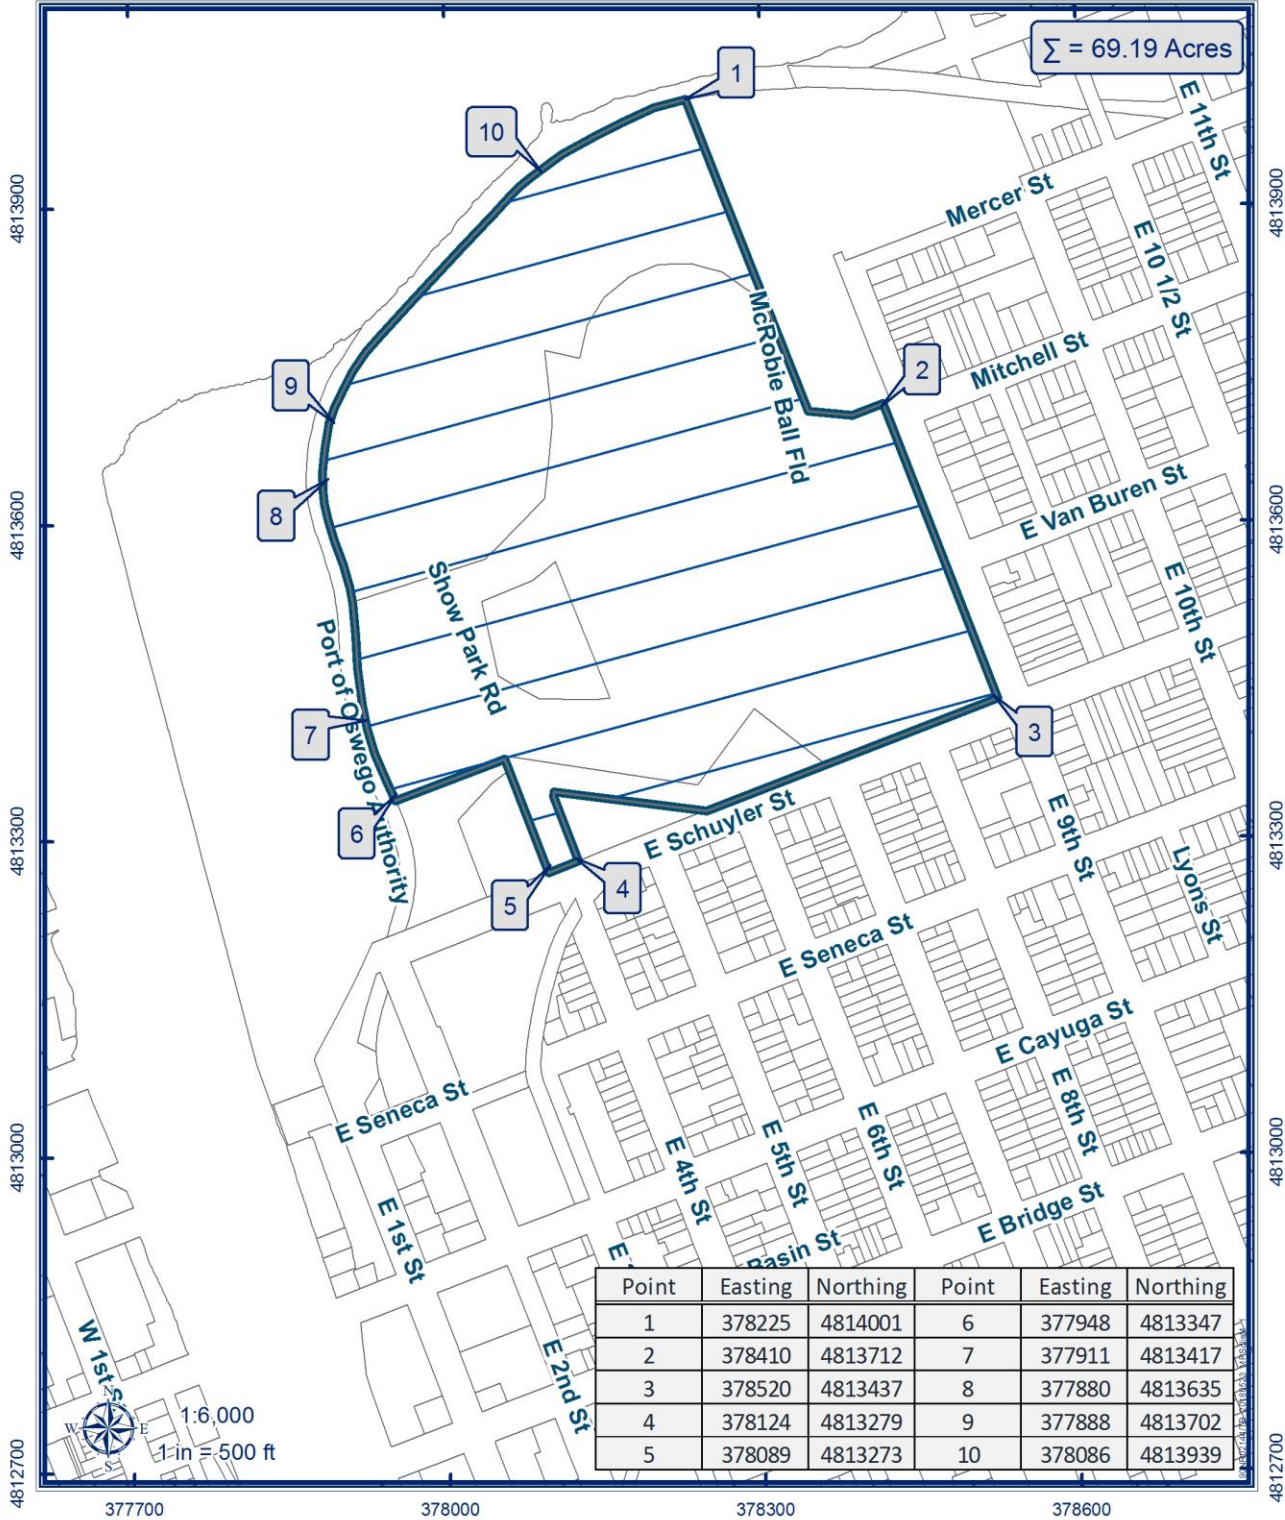 ∑ = 69.19 Acres
1
10
E 11th St
Mercer St
4813900
4813900
E 10 1/2 St
McRobie Ball Fld
Mitchell St
2
9
E Van Buren St
8
4813600
4813600
Show Park Rd
E 10th St
Port of Oswego Authority
7
3
6
E Schuyler St
E 9th St
4813300
4813300
Lyons St
5
4
E Seneca St
E Cayuga St
E Seneca St
E 8th St
E 6th St
E 5th St
E 4th St
4813000
4813000
E Bridge St
E 1st St
Basin St
Point Easting Northing Point Easting Northing
1 378225 4814001 6 377948 4813347
2 378410 4813712 7 377911 4813417
3 378520 4813437 8 377880 4813635
4 378124 4813279 9 377888 4813702
5 378089 4813273 10 378086 4813939
W 1st S
E 2nd St
N
W E
S
1:6,000
1 in = 500 ft
4812700
4812700
377700 378000 378300 378600